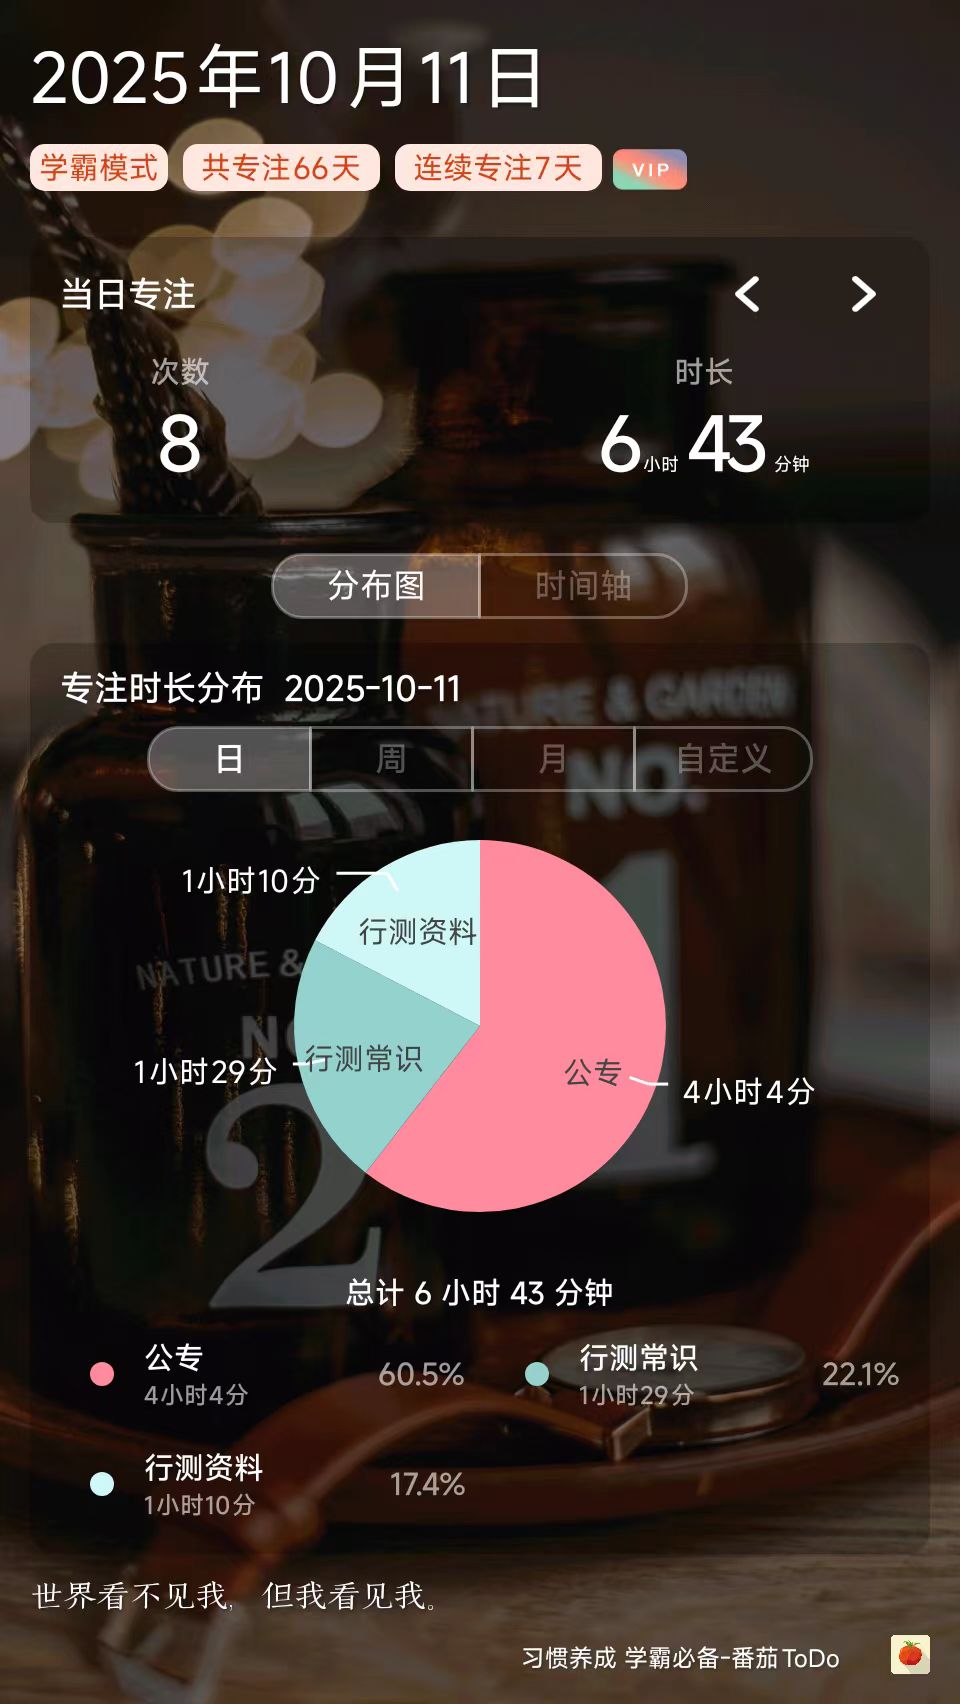 2025年10月11日
学霸模式 共专注66天 连续专注7天 VIP
当日专注
次数 时长
8 6小时43分钟
分布图 时间轴
专注时长分布 2025-10-11
NATURE & GARDEN
日 周 月 自定义
NO.
1小时10分
行测资料
1
NATURE &
NO
1小时29分 行测常识 公专 4小时4分
2
总计 6 小时 43 分钟
公专 60.5% 行测常识 22.1%
4小时4分 1小时29分
行测资料 17.4%
1小时10分
世界看不见我，但我看见我。
习惯养成 学霸必备-番茄ToDo